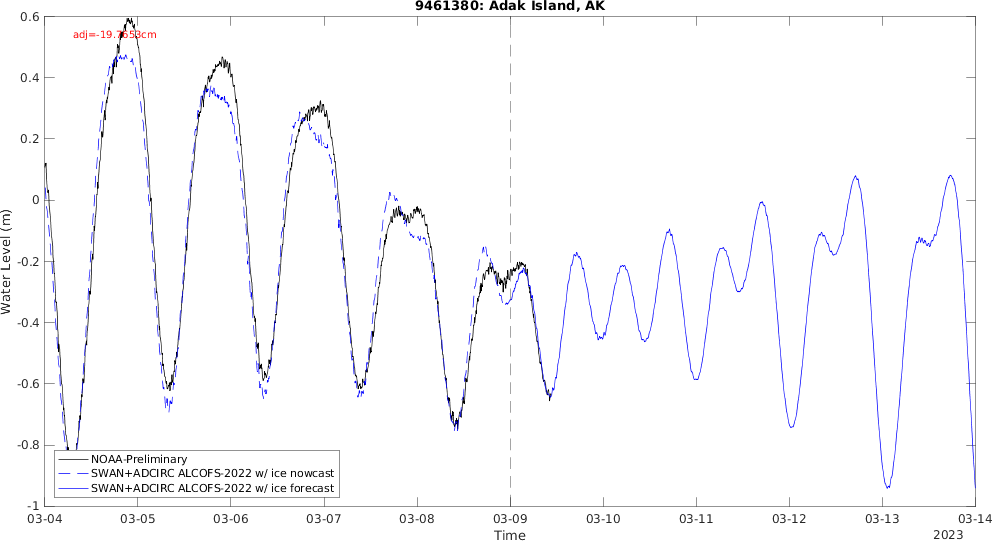 9461380: Adak Island, AK
0.6
adj=-19.7653cm
0.4
0.2
0
-0.2
-0.4
-0.6
-0.8
-1
Water Level (m)
NOAA-Preliminary
SWAN+ADCIRC ALCOFS-2022 w/ ice nowcast
SWAN+ADCIRC ALCOFS-2022 w/ ice forecast
03-04 03-05 03-06 03-07 03-08 03-09 03-10 03-11 03-12 03-13 03-14
Time
2023